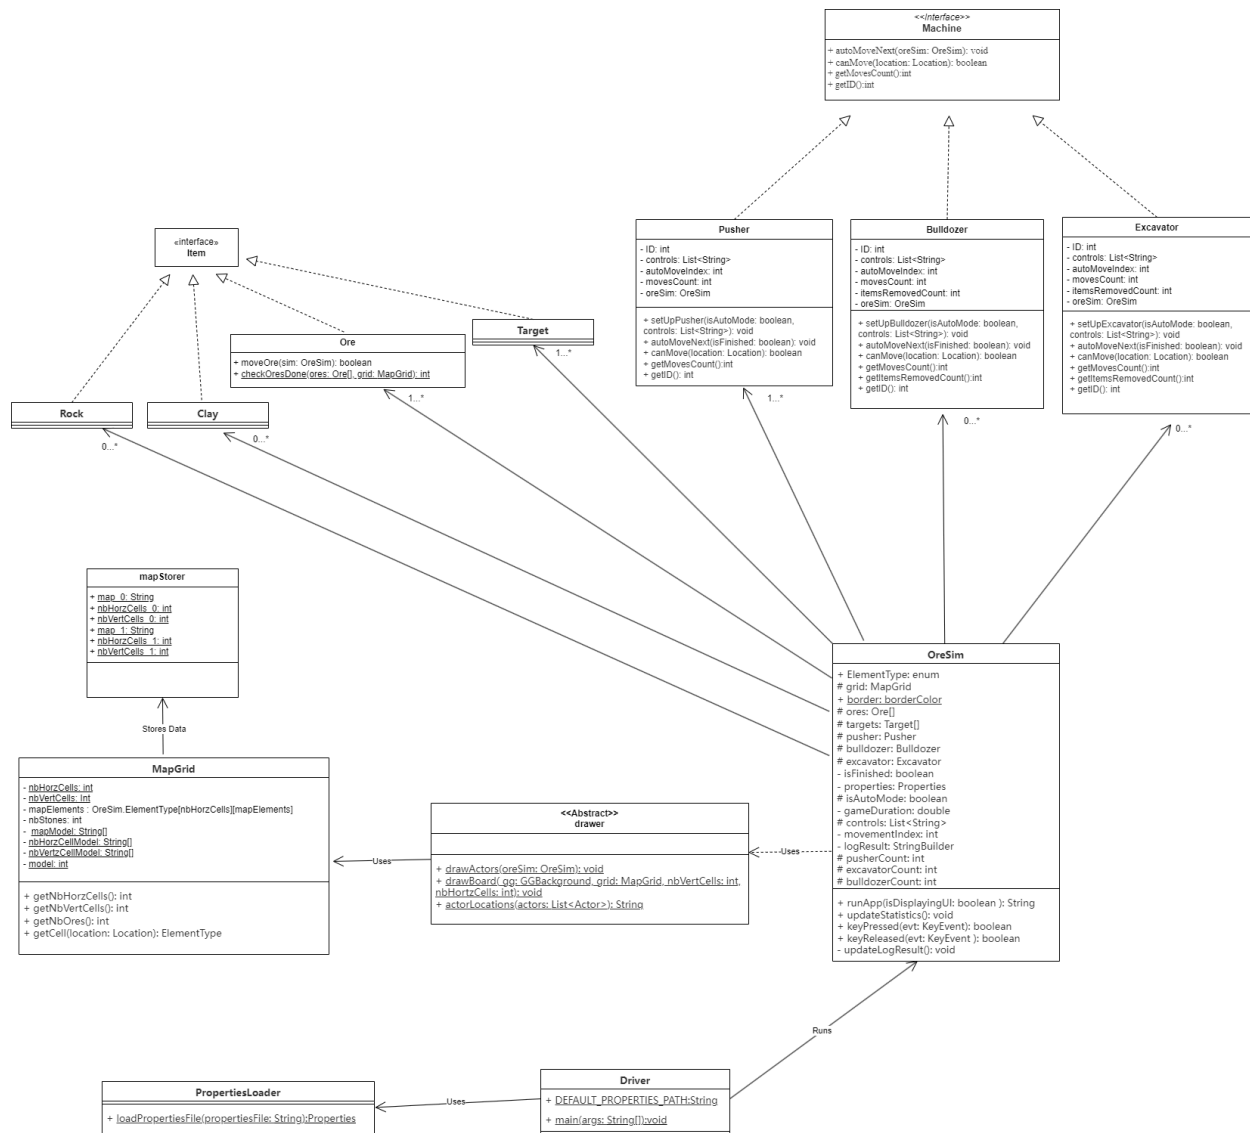 <<Interface>>
Machine
+ autoMoveNext(oreSim: OreSim): void
+ canMove(location: Location): boolean
+ getMovesCount():int
+ getID():int
Pusher
- ID: int
- controls: List<String>
- autoMoveIndex: int
- movesCount: int
- oreSim: OreSim
+ setUpPusher(isAutoMode: boolean,
controls: List<String>): void
+ autoMoveNext(isFinished: boolean): void
+ canMove(location: Location): boolean
+ getMovesCount():int
+ getID(): int
1...*
Bulldozer
- ID: int
- controls: List<String>
- autoMoveIndex: int
- movesCount: int
- itemsRemovedCount: int
- oreSim: OreSim
+ setUpBulldozer(isAutoMode: boolean,
controls: List<String>): void
+ autoMoveNext(isFinished: boolean): void
+ canMove(location: Location): boolean
+ getMovesCount():int
+ getItemsRemovedCount():int
+ getID(): int
0...*
Excavator
- ID: int
- controls: List<String>
- autoMoveIndex: int
- movesCount: int
- itemsRemovedCount: int
- oreSim: OreSim
+ setUpExcavator(isAutoMode: boolean,
controls: List<String>): void
+ autoMoveNext(isFinished: boolean): void
+ canMove(location: Location): boolean
+ getMovesCount():int
+ getItemsRemovedCount():int
+ getID(): int
0...*
«interface»
Item
Target
1...*
Ore
+ moveOre(sim: OreSim): boolean
+ checkOresDone(ores: Ore[], grid: MapGrid): int
1...*
Rock
0...*
Clay
0...*
mapStorer
+ map_0: String
+ nbHorzCells_0: int
+ nbVertCells_0: int
+ map_1: String
+ nbHorzCells_1: int
+ nbVertCells_1: int
Stores Data
MapGrid
- nbHorzCells: int
- nbVertCells: Int
- mapElements : OreSim.ElementType[nbHorzCells][mapElements]
- nbStones: int
- mapModel: String[]
- nbHorzCellModel: String[]
- nbVertzCellModel: String[]
- model: int
+ getNbHorzCells(): int
+ getNbVertCells(): int
+ getNbOres(): int
+ getCell(location: Location): ElementType
Uses
<<Abstract>>
drawer
+ drawActors(oreSim: OreSim): void
+ drawBoard( gg: GGBackground, grid: MapGrid, nbVertCells: int,
nbHortzCells: int): void
+ actorLocations(actors: List<Actor>): String
Uses
OreSim
+ ElementType: enum
# grid: MapGrid
+ border: borderColor
# ores: Ore[]
# targets: Target[]
# pusher: Pusher
# bulldozer: Bulldozer
# excavator: Excavator
- isFinished: boolean
- properties: Properties
# isAutoMode: boolean
- gameDuration: double
# controls: List<String>
- movementIndex: int
- logResult: StringBuilder
# pusherCount: int
# excavatorCount: int
# bulldozerCount: int
+ runApp(isDisplayingUI: boolean ): String
+ updateStatistics(): void
+ keyPressed(evt: KeyEvent): boolean
+ keyReleased(evt: KeyEvent ): boolean
- updateLogResult(): void
Runs
PropertiesLoader
+ loadPropertiesFile(propertiesFile: String):Properties
Uses
Driver
+ DEFAULT_PROPERTIES_PATH:String
+ main(args: String[]):void